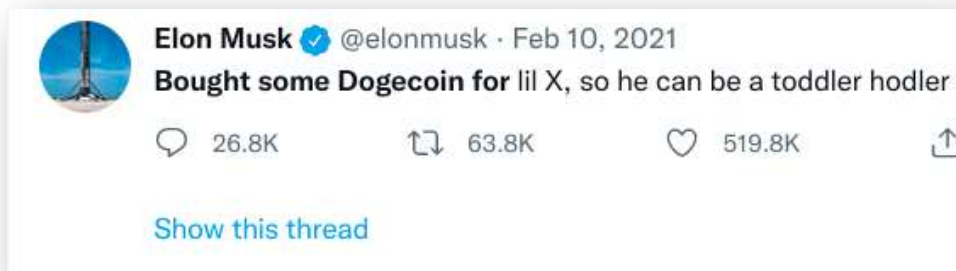 Elon Musk @elonmusk · Feb 10, 2021
Bought some Dogecoin for lil X, so he can be a toddler hodler
26.8K 63.8K 519.8K
Show this thread